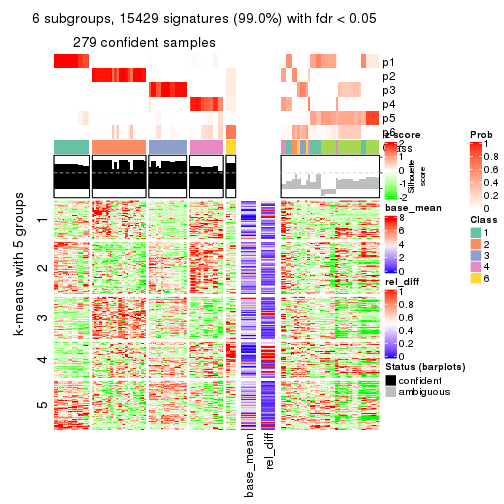 6 subgroups, 15429 signatures (99.0%) with fdr < 0.05
279 confident samples
p1
p2
p3
p4
p5
p6
Class
Silhouette
score
k-means with 5 groups
1
2
3
4
5
base_mean
rel_diff
z-score
2
1
0
-1
-2
base_mean
8
6
4
2
0
rel_diff
1
0.8
0.6
0.4
0.2
0
Status (barplots)
confident
ambiguous
Prob
1
0.8
0.6
0.4
0.2
0
Class
1
2
3
4
6